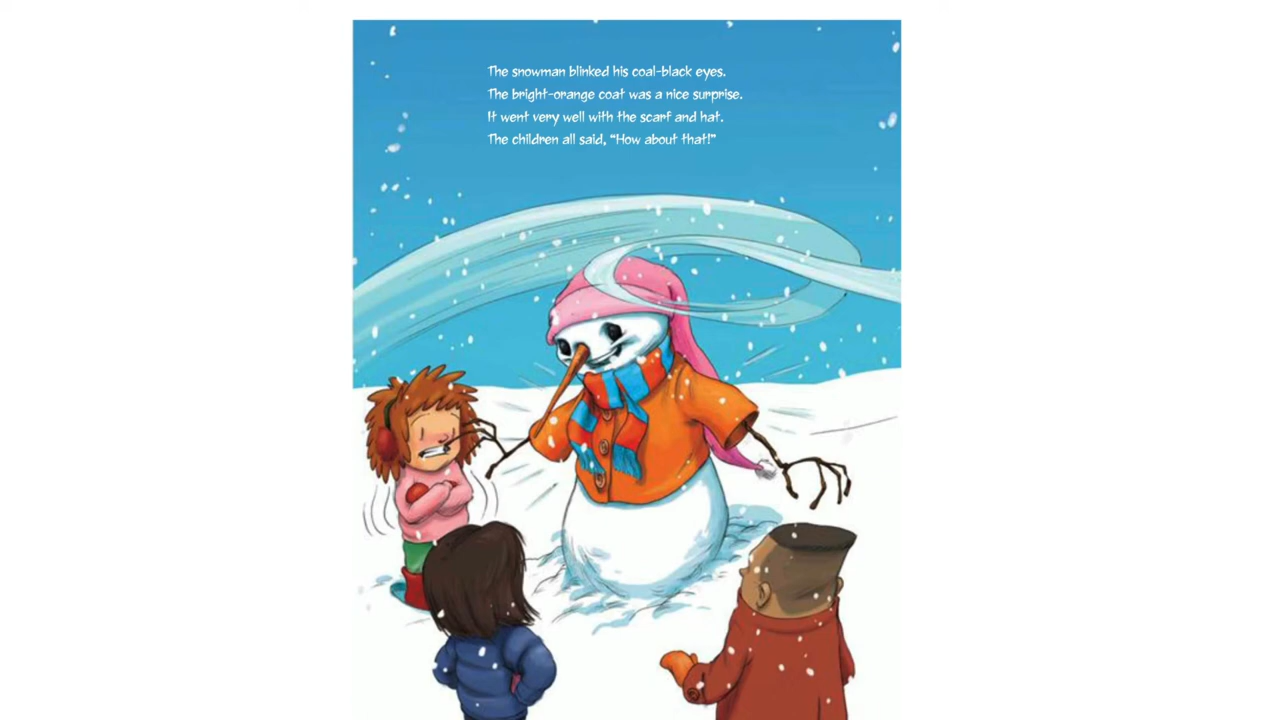 The snowman blinked his coal-black eyes.
The bright-orange coat was a nice surprise.
It went very well with the scarf and hat.
The children all said, “How about that!”